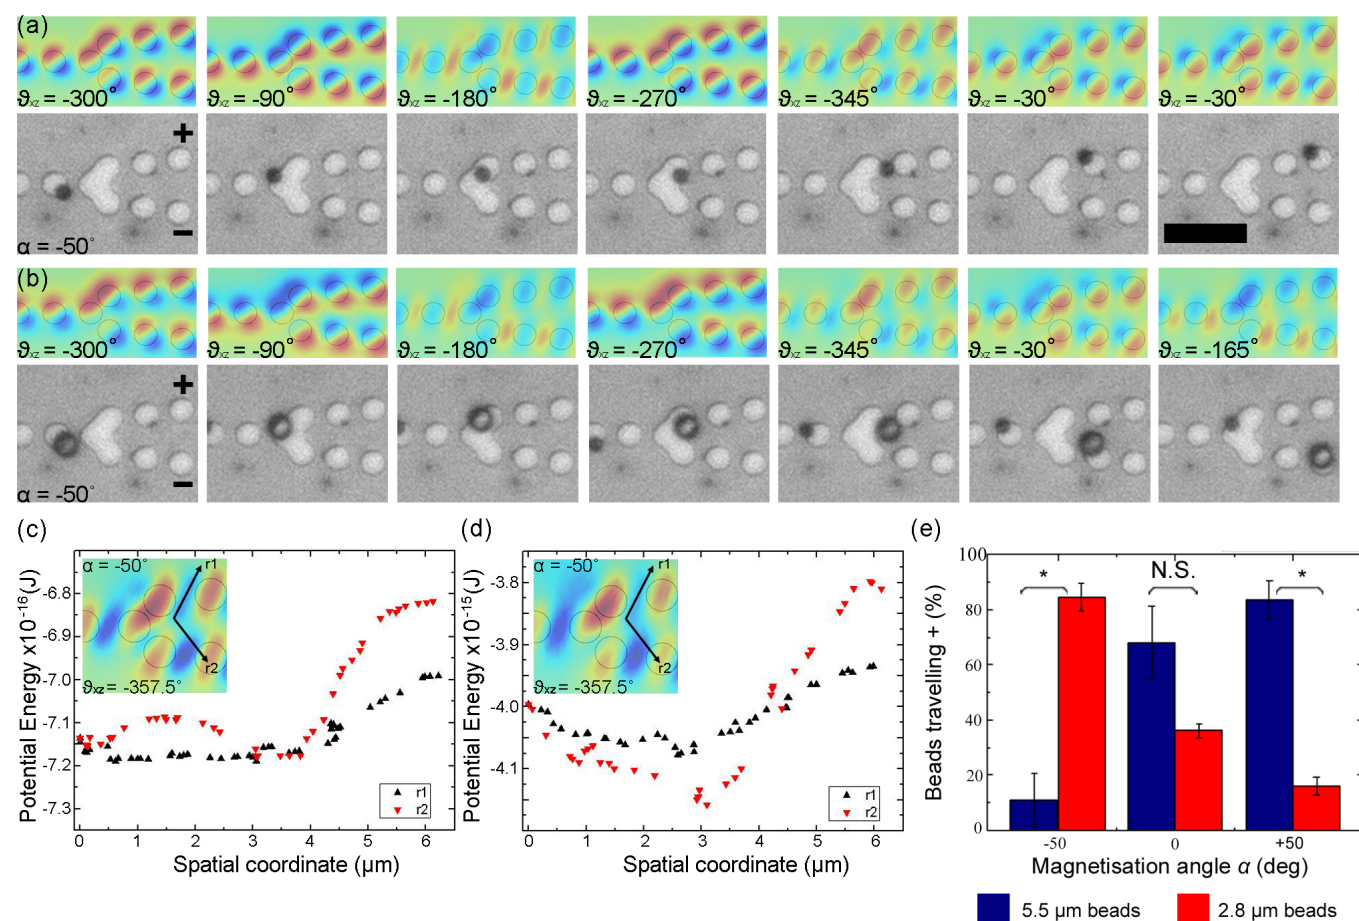 (a)
ϑxz = -300°
ϑxz = -90°
ϑxz = -180°
ϑxz = -270°
ϑxz = -345°
ϑxz = -30°
ϑxz = -30°
+
−
α = -50°
(b)
ϑxz = -300°
ϑxz = -90°
ϑxz = -180°
ϑxz = -270°
ϑxz = -345°
ϑxz = -30°
ϑxz = -165°
+
−
α = -50°
(c)
Potential Energy x10⁻¹⁶(J)
-6.8
-6.9
-7.0
-7.1
-7.2
-7.3
α = -50°
r1
r2
ϑxz = -357.5°
r1
r2
0 1 2 3 4 5 6
Spatial coordinate (µm)
(d)
Potential Energy x10⁻¹⁵(J)
-3.8
-3.9
-4.0
-4.1
α = -50°
r1
r2
ϑxz = -357.5°
r1
r2
0 1 2 3 4 5 6
Spatial coordinate (µm)
(e)
Beads travelling + (%)
100
80
60
40
20
0
*
N.S.
*
-50 0 +50
Magnetisation angle α (deg)
5.5 µm beads
2.8 µm beads